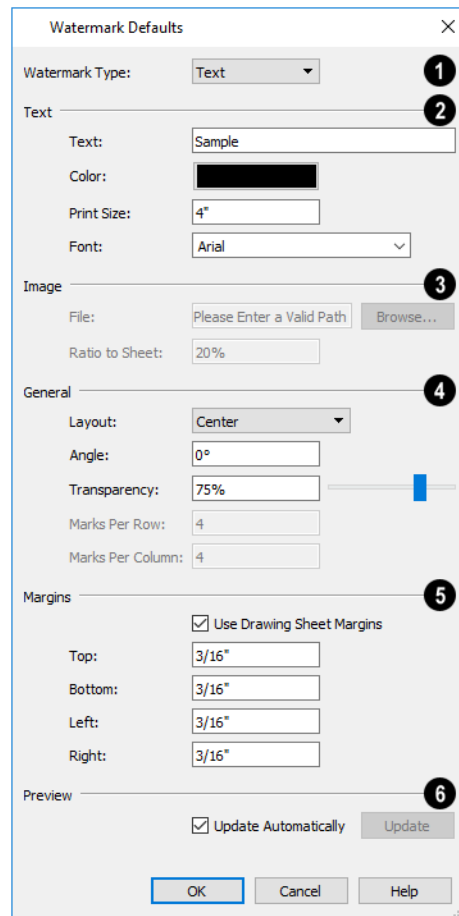 Watermark Defaults
Watermark Type: Text 1
Text 2
Text: Sample
Color:
Print Size: 4"
Font: Arial
Image 3
File: Please Enter a Valid Path Browse...
Ratio to Sheet: 20%
General 4
Layout: Center
Angle: 0°
Transparency: 75%
Marks Per Row: 4
Marks Per Column: 4
Margins 5
Use Drawing Sheet Margins
Top: 3/16"
Bottom: 3/16"
Left: 3/16"
Right: 3/16"
Preview 6
Update Automatically Update
OK Cancel Help